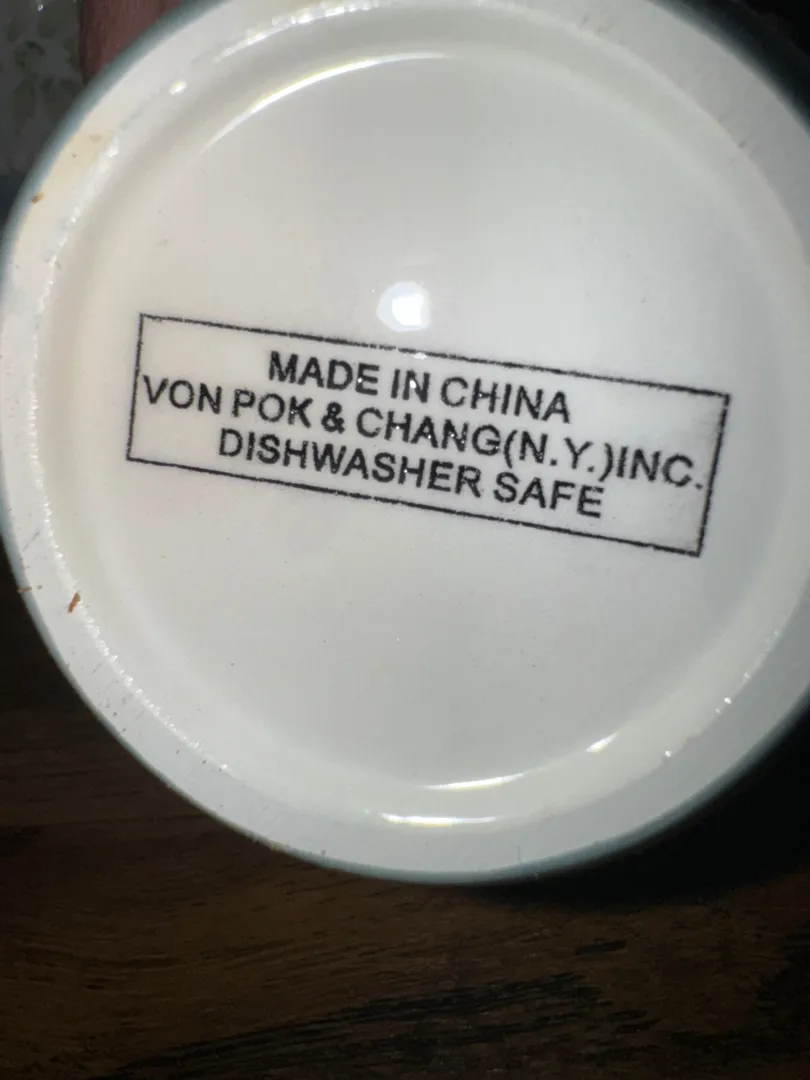 MADE IN CHINA
VON POK & CHANG(N.Y.)INC.
DISHWASHER SAFE